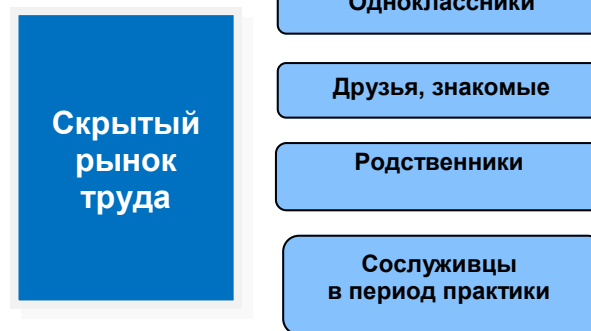 Одноклассники
Скрытый
рынок
труда
Друзья, знакомые
Родственники
Сослуживцы
в период практики